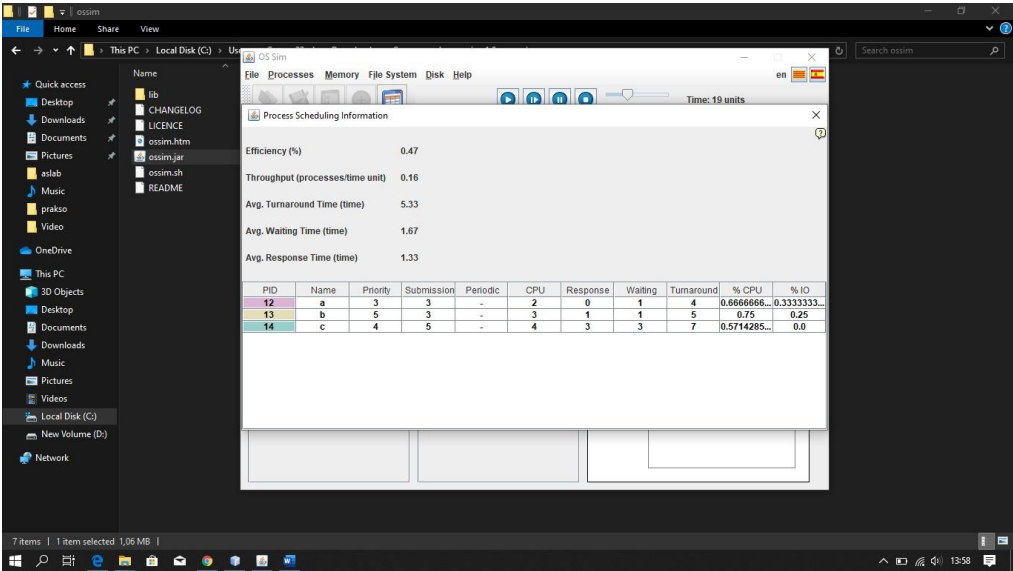 ossim
File Home Share View
This PC › Local Disk (C:)
Search ossim
Quick access
Desktop
Downloads
Documents
Pictures
aslab
Music
prakso
Video
OneDrive
This PC
3D Objects
Desktop
Documents
Downloads
Music
Pictures
Videos
Local Disk (C:)
New Volume (D:)
Network
Name
lib
CHANGELOG
LICENCE
ossim.htm
ossim.jar
ossim.sh
README
OS Sim
File Processes Memory File System Disk Help
en
Time: 19 units
Process Scheduling Information
Efficiency (%) 0.47
Throughput (processes/time unit) 0.16
Avg. Turnaround Time (time) 5.33
Avg. Waiting Time (time) 1.67
Avg. Response Time (time) 1.33
PID Name Priority Submission Periodic CPU Response Waiting Turnaround % CPU % IO
12 a 3 3 - 2 0 1 4 0.6666666... 0.3333333...
13 b 5 3 - 3 1 1 5 0.75 0.25
14 c 4 5 - 4 3 3 7 0.5714285... 0.0
7 items | 1 item selected 1,06 MB |
13:58